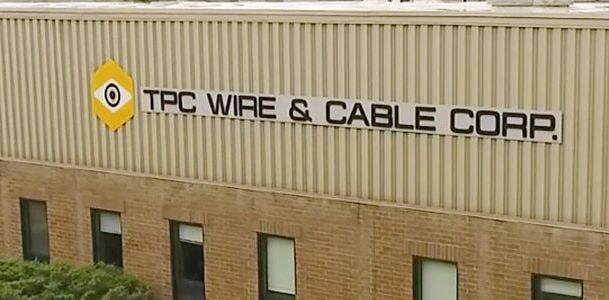 TPC WIRE & CABLE CORP.